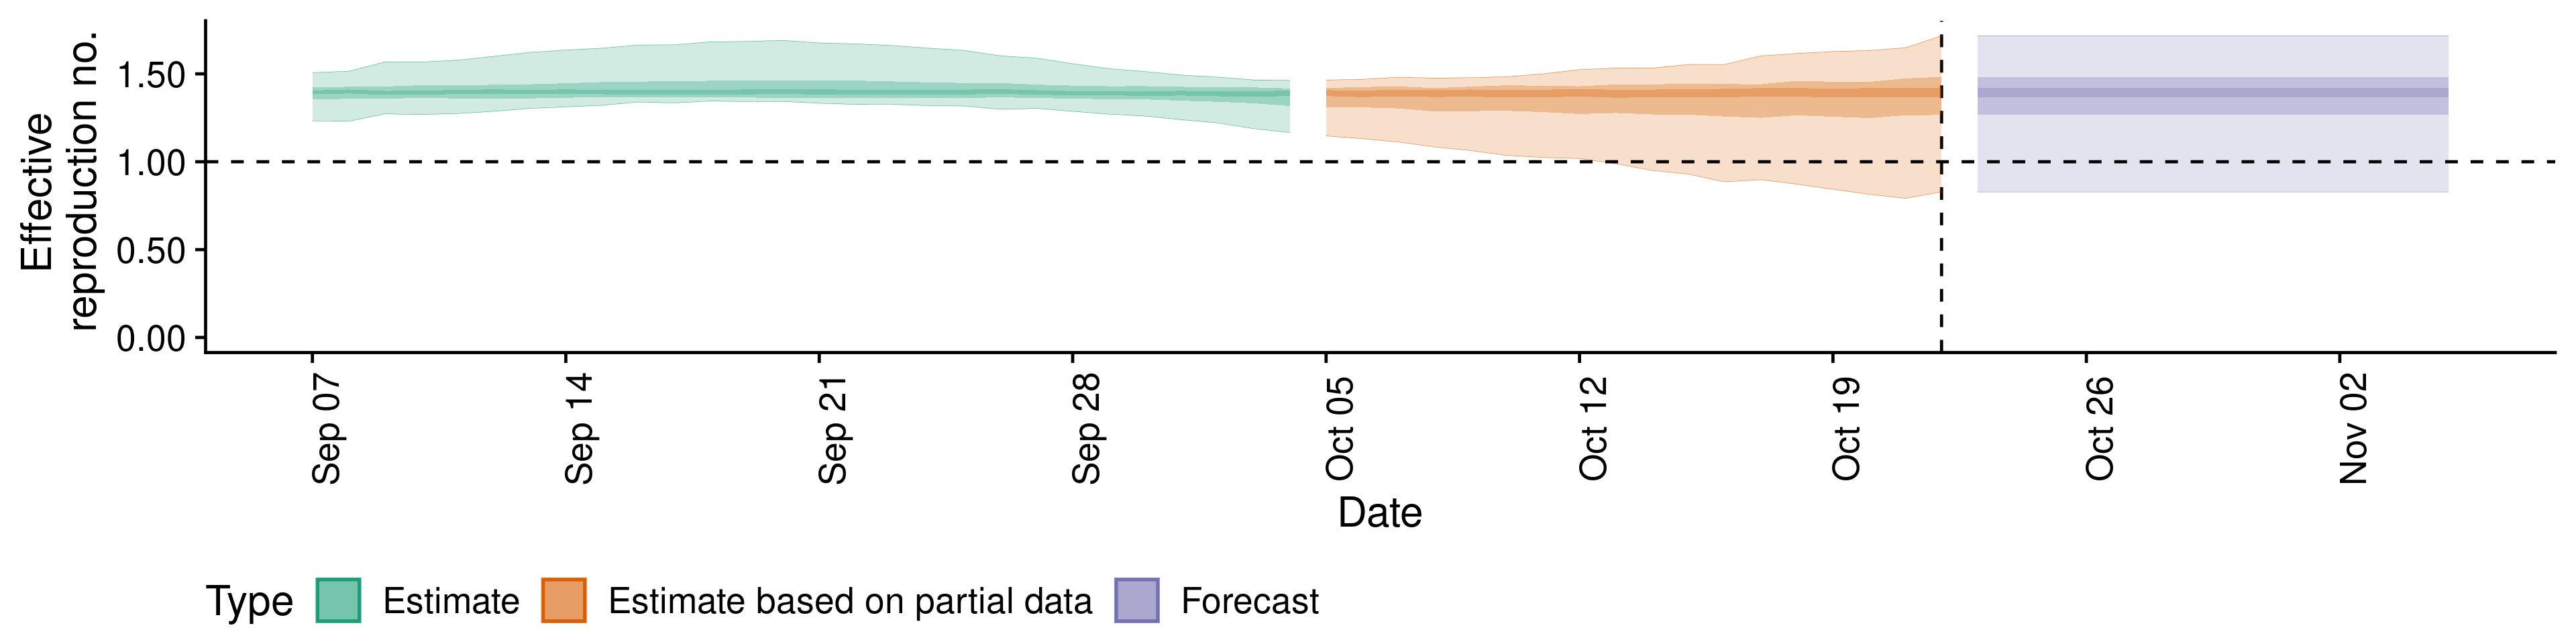 Effective
reproduction no.
1.50
1.00
0.50
0.00
Sep 07
Sep 14
Sep 21
Sep 28
Oct 05
Oct 12
Oct 19
Oct 26
Nov 02
Date
Type Estimate Estimate based on partial data Forecast